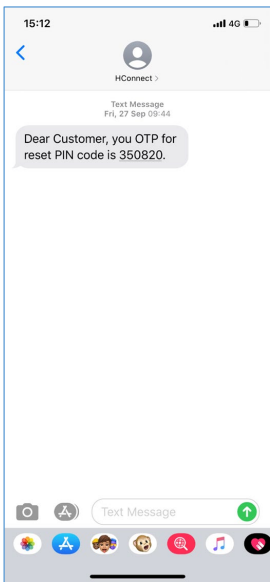 15:12
4G
HConnect >
Text Message
Fri, 27 Sep 09:44
Dear Customer, you OTP for
reset PIN code is 350820.
Text Message